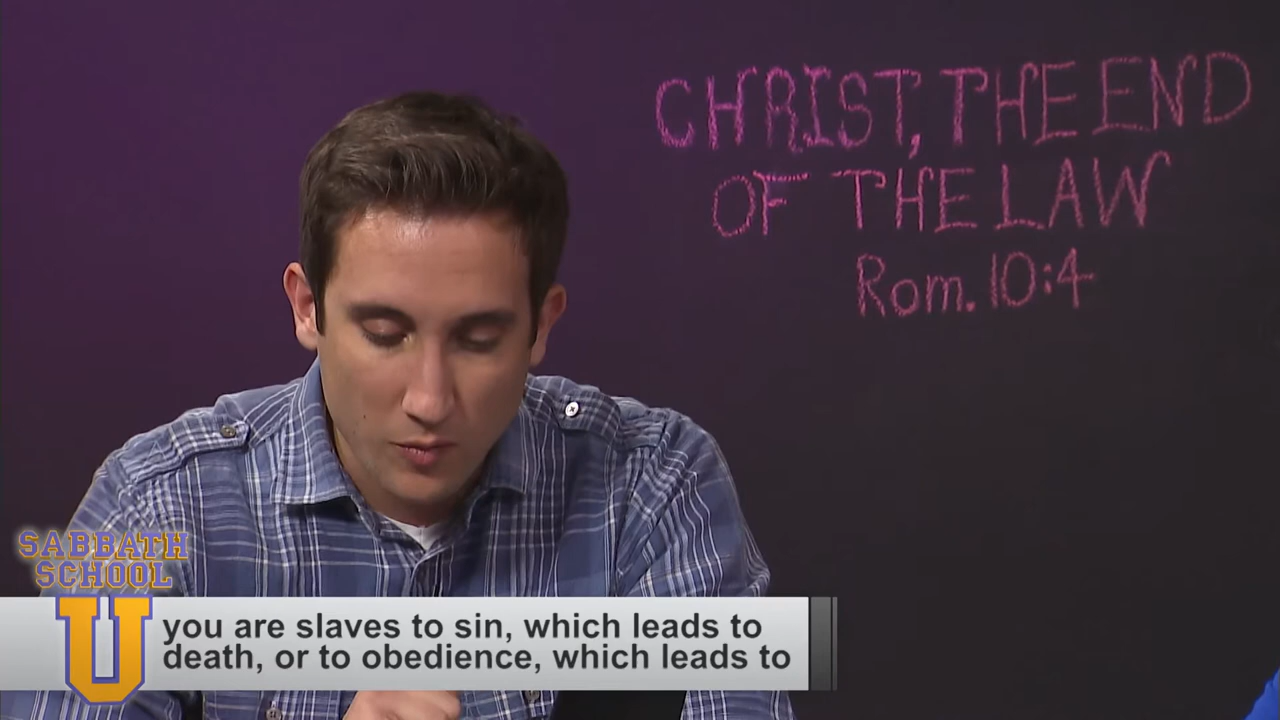 CHRIST, THE END
OF THE LAW
Rom. 10:4
SABBATH
SCHOOL
U
you are slaves to sin, which leads to
death, or to obedience, which leads to